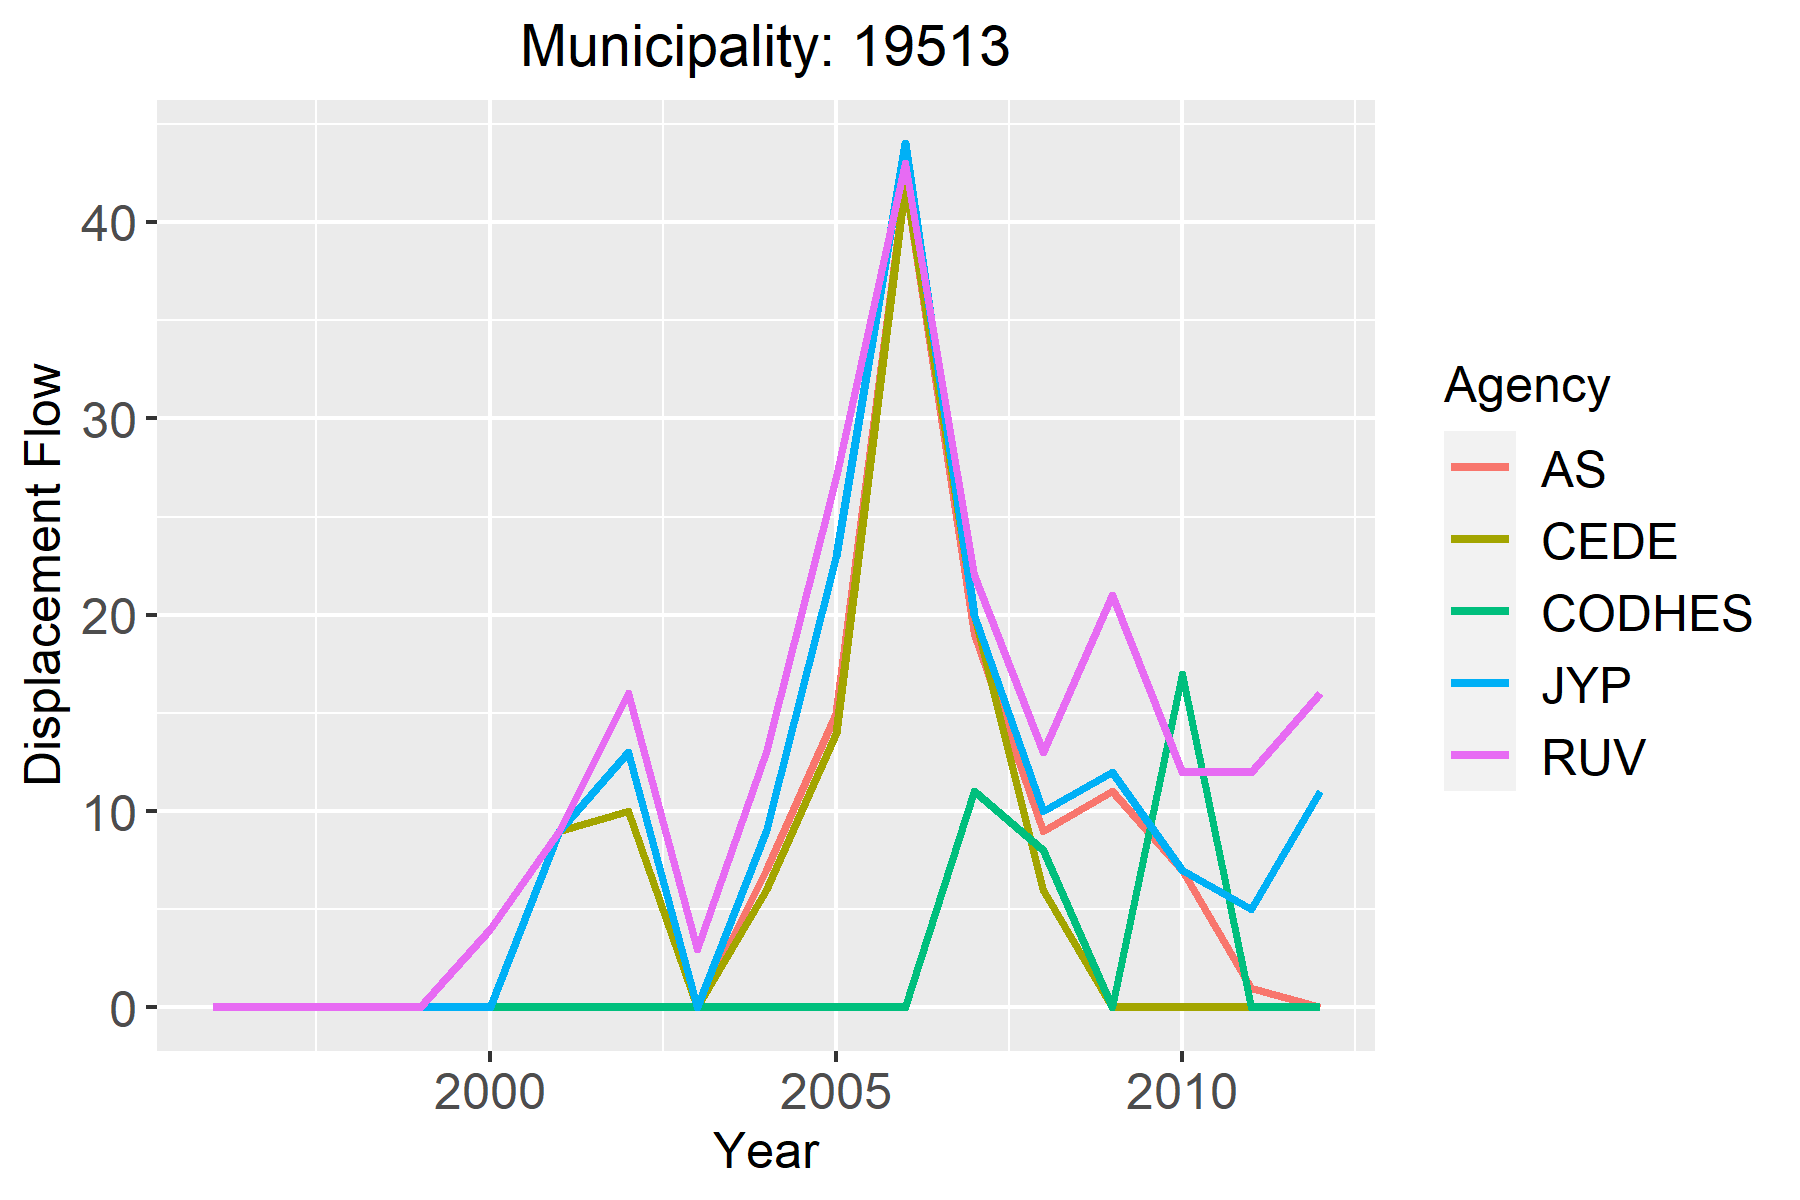 Municipality: 19513
Displacement Flow
40
30
20
10
0
2000 2005 2010
Year
Agency
AS
CEDE
CODHES
JYP
RUV